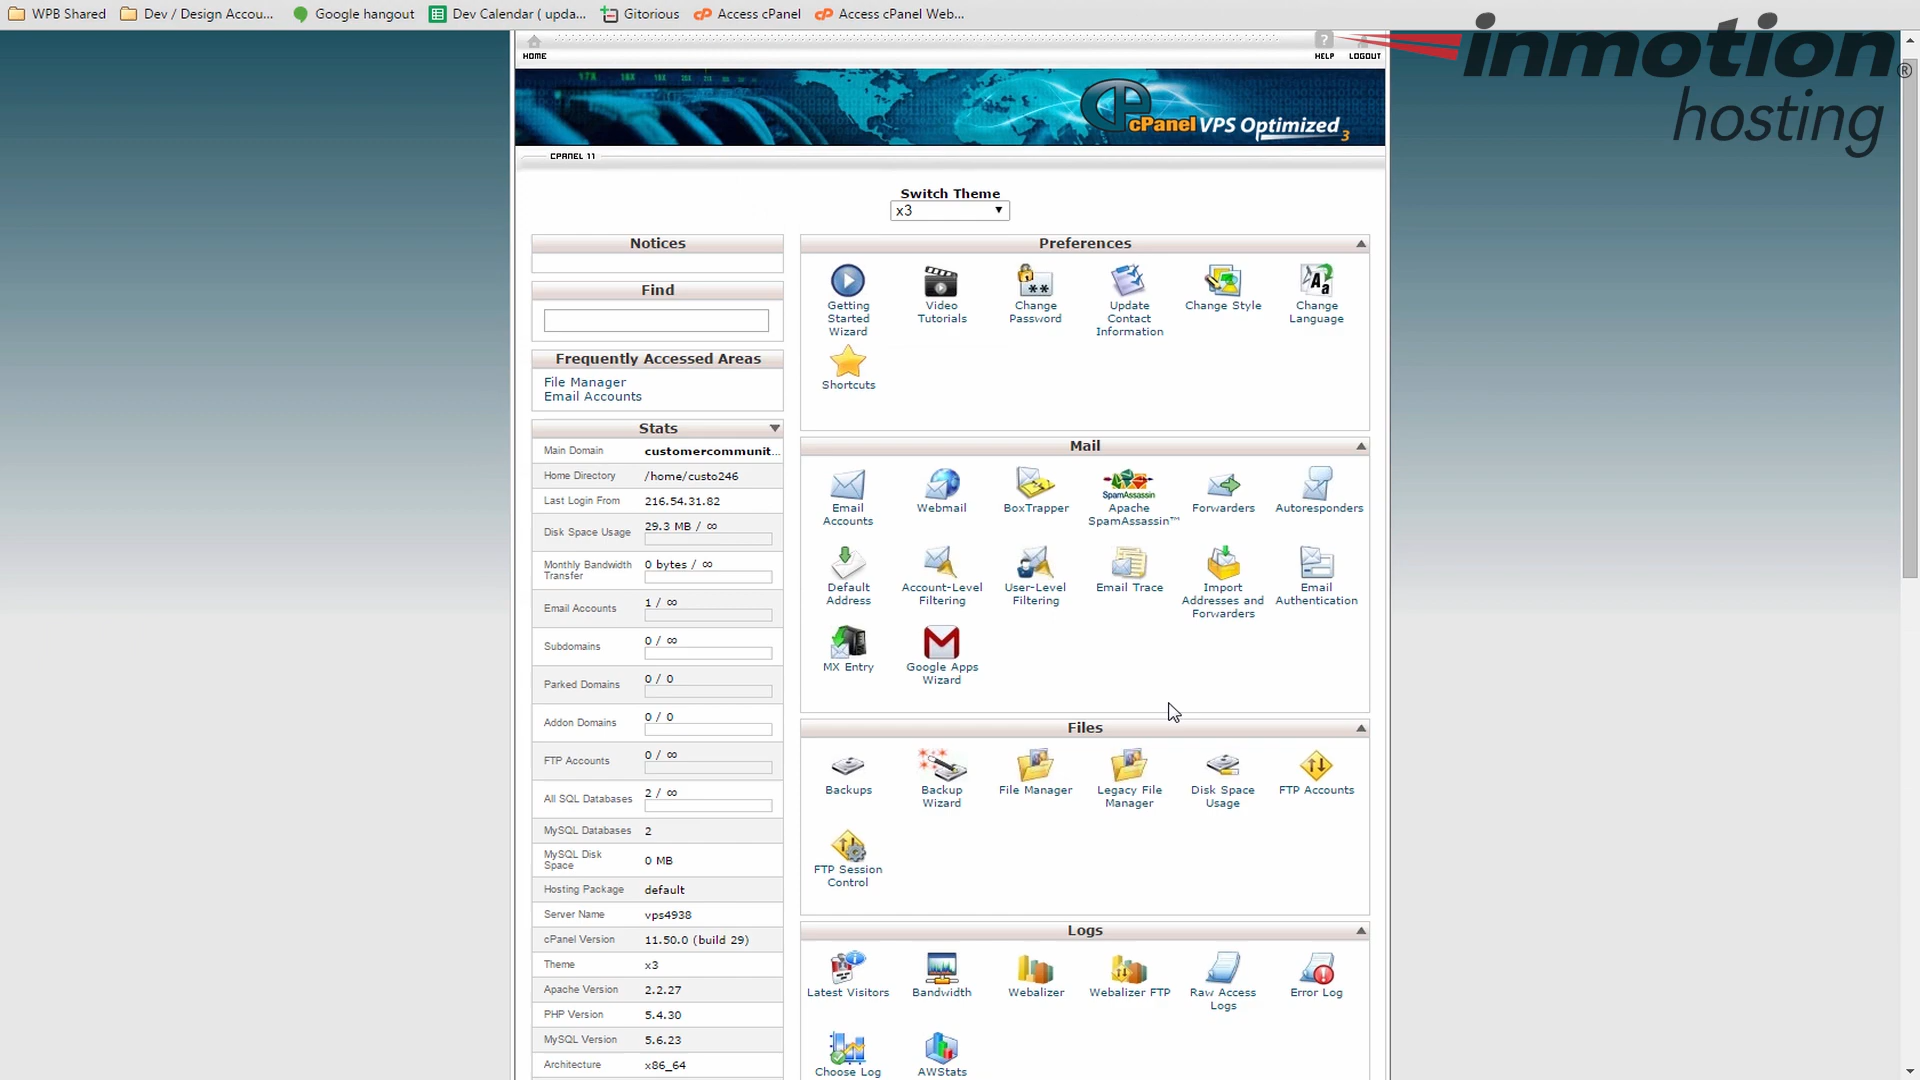 WPB Shared
Dev / Design Accou...
Google hangout
Dev Calendar ( upda...
Gitorious
Access cPanel
Access cPanel Web...
inmotion®
hosting
HOME
HELP
LOGOUT
cPanel VPS Optimized 3
CPANEL 11
Switch Theme
x3
Notices
Find
Frequently Accessed Areas
File Manager
Email Accounts
Stats
Main Domain customercommunit...
Home Directory /home/custo246
Last Login From 216.54.31.82
Disk Space Usage 29.3 MB / ∞
Monthly Bandwidth
Transfer
0 bytes / ∞
Email Accounts 1 / ∞
Subdomains 0 / ∞
Parked Domains 0 / 0
Addon Domains 0 / 0
FTP Accounts 0 / ∞
All SQL Databases 2 / ∞
MySQL Databases 2
MySQL Disk
Space
0 MB
Hosting Package default
Server Name vps4938
cPanel Version 11.50.0 (build 29)
Theme x3
Apache Version 2.2.27
PHP Version 5.4.30
MySQL Version 5.6.23
Architecture x86_64
Preferences
Getting
Started
Wizard
Video
Tutorials
Change
Password
Update
Contact
Information
Change Style
Change
Language
Shortcuts
Mail
Email
Accounts
Webmail
BoxTrapper
SpamAssassin
Apache
SpamAssassin™
Forwarders
Autoresponders
Default
Address
Account-Level
Filtering
User-Level
Filtering
Email Trace
Import
Addresses and
Forwarders
Email
Authentication
MX Entry
Google Apps
Wizard
Files
Backups
Backup
Wizard
File Manager
Legacy File
Manager
Disk Space
Usage
FTP Accounts
FTP Session
Control
Logs
Latest Visitors
Bandwidth
Webalizer
Webalizer FTP
Raw Access
Logs
Error Log
Choose Log
AWStats